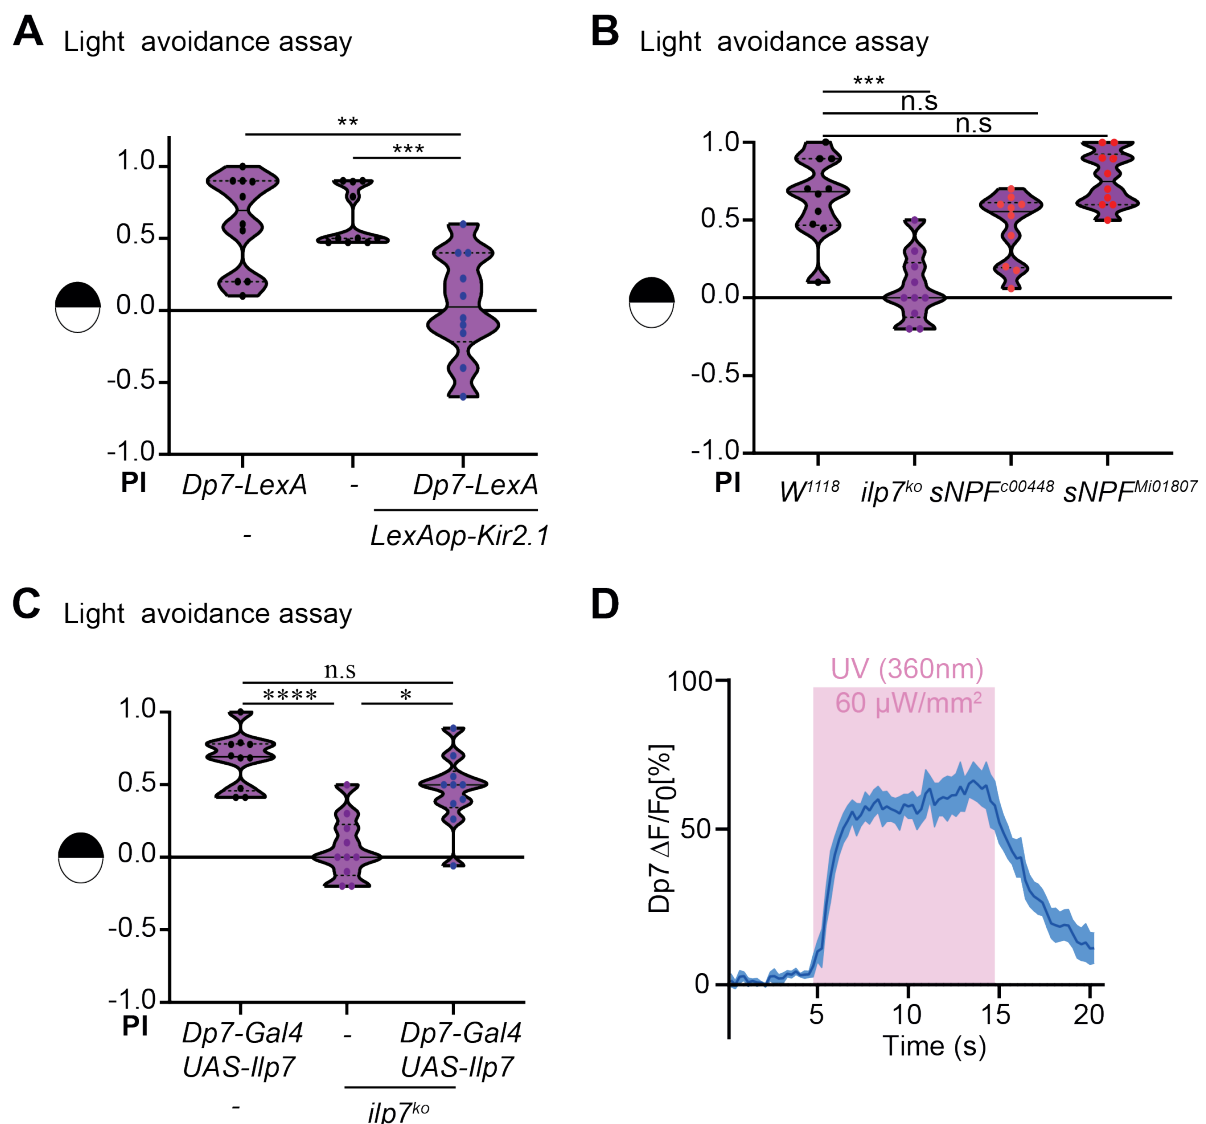 A Light avoidance assay
**
***
1.0
0.5
0.0
-0.5
-1.0
PI Dp7-LexA - Dp7-LexA
- LexAop-Kir2.1
B Light avoidance assay
***
n.s
n.s
1.0
0.5
0.0
-0.5
-1.0
PI W1118 ilp7ko sNPFc00448 sNPFMi01807
C Light avoidance assay
n.s
**** *
1.0
0.5
0.0
-0.5
-1.0
PI Dp7-Gal4 - Dp7-Gal4
UAS-Ilp7 UAS-Ilp7
- ilp7ko
D
UV (360nm)
60 µW/mm2
100
50
0
Dp7 ΔF/F0[%]
5 10 15 20
Time (s)